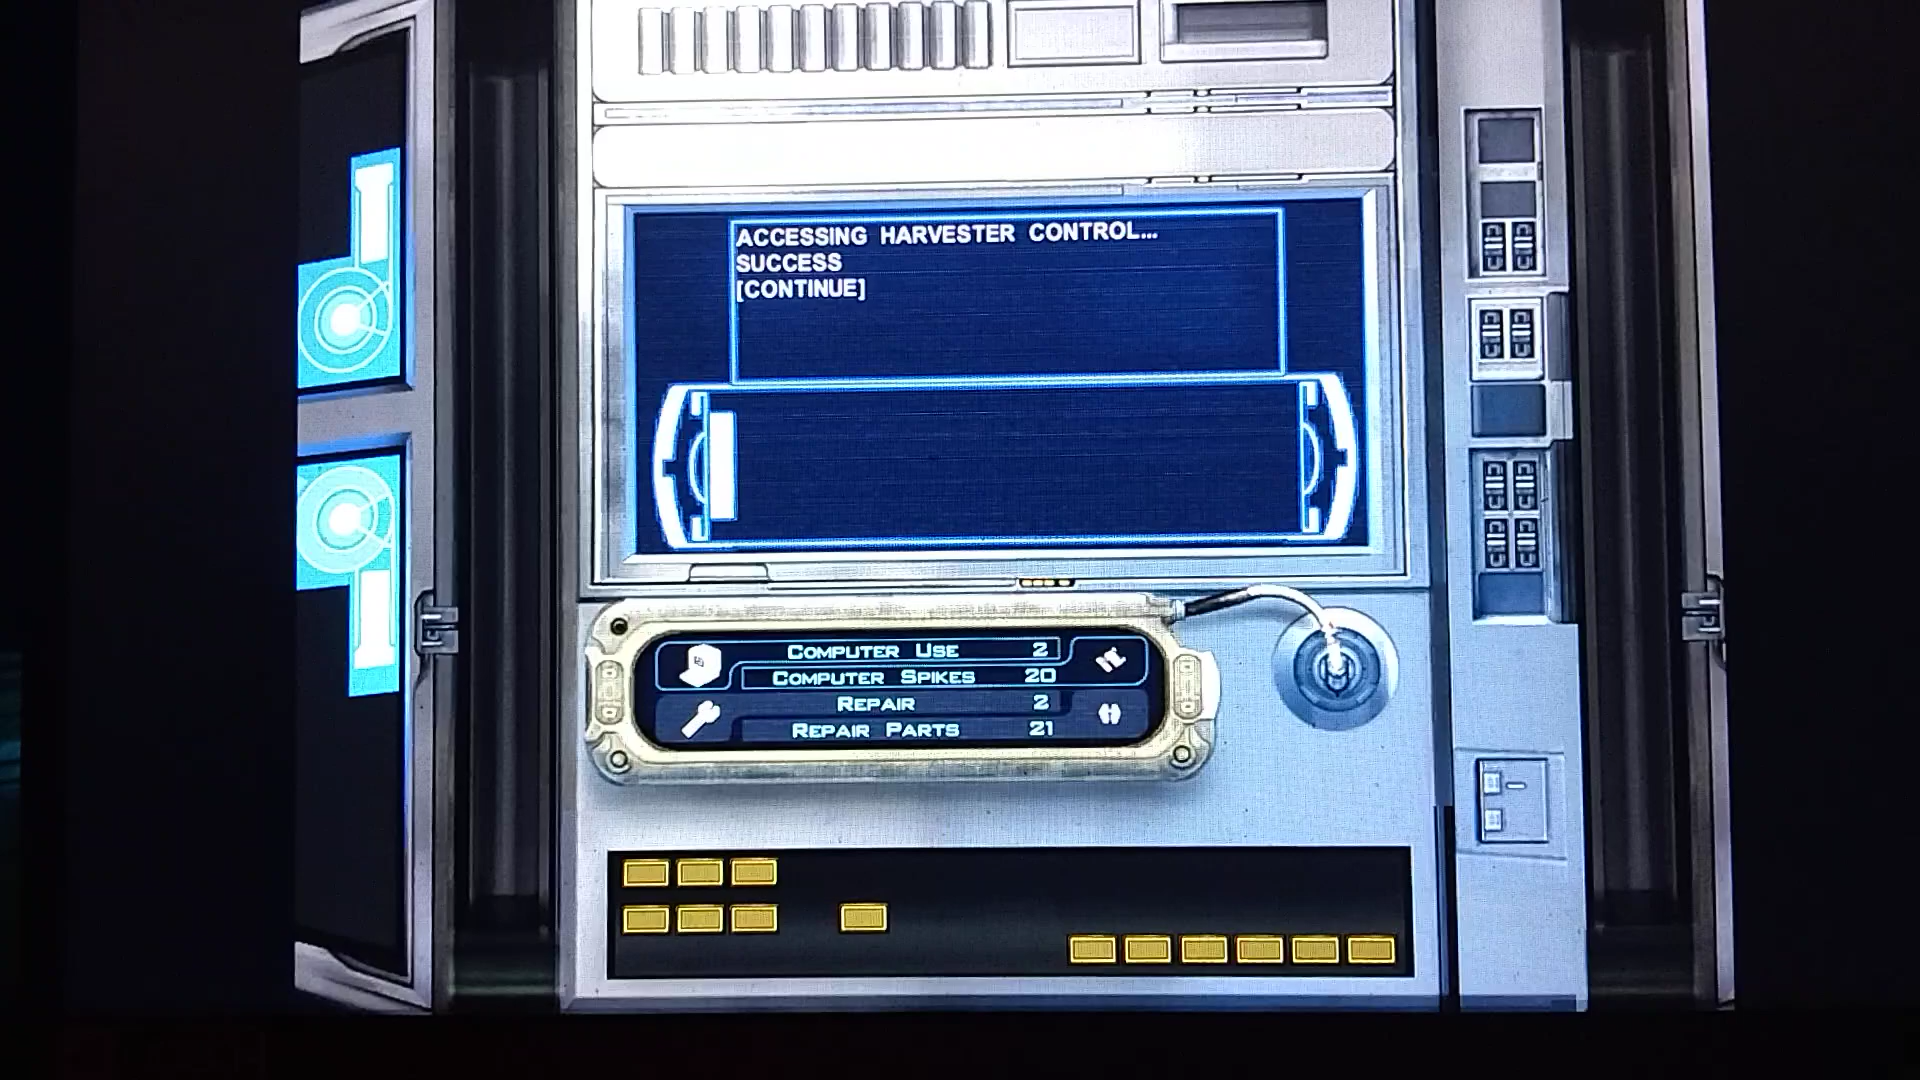 ACCESSING HARVESTER CONTROL...
SUCCESS
[CONTINUE]
COMPUTER USE 2
COMPUTER SPIKES 20
REPAIR 2
REPAIR PARTS 21